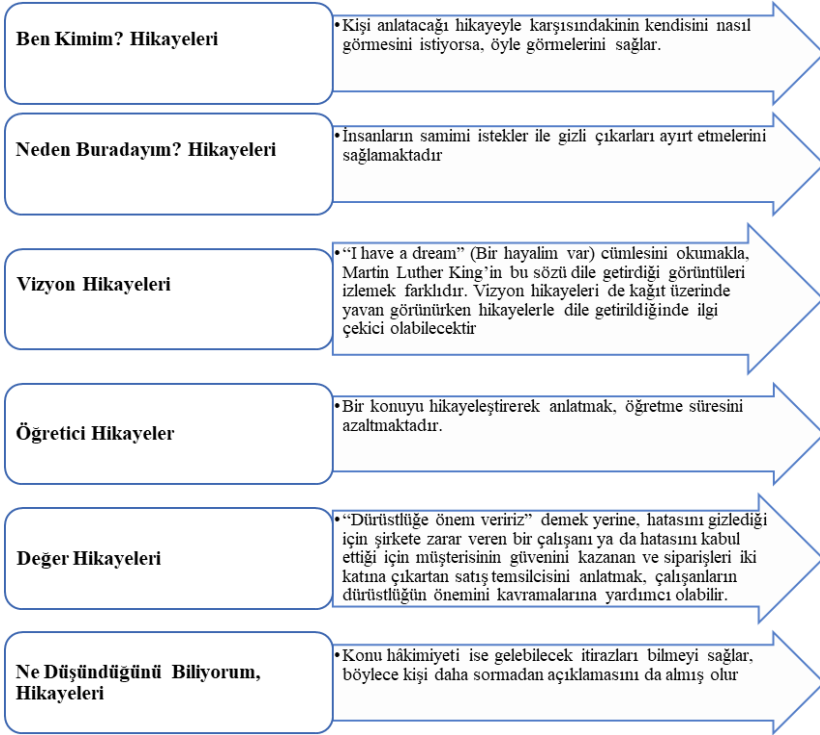 Ben Kimim? Hikayeleri
•Kişi anlatacağı hikayeyle karşısındakinin kendisini nasıl
görmesini istiyorsa, öyle görmelerini sağlar.
Neden Buradayım? Hikayeleri
•İnsanların samimi istekler ile gizli çıkarları ayırt etmelerini
sağlamaktadır
Vizyon Hikayeleri
•“I have a dream” (Bir hayalim var) cümlesini okumakla,
Martin Luther King’in bu sözü dile getirdiği görüntüleri
izlemek farklıdır. Vizyon hikayeleri de kağıt üzerinde
yavan görünürken hikayelerle dile getirildiğinde ilgi
çekici olabilecektir
Öğretici Hikayeler
•Bir konuyu hikayeleştirerek anlatmak, öğretme süresini
azaltmaktadır.
Değer Hikayeleri
•“Dürüstlüğe önem veririz” demek yerine, hatasını gizlediği
için şirkete zarar veren bir çalışanı ya da hatasını kabul
ettiği için müşterisinin güvenini kazanan ve siparişleri iki
katına çıkartan satış temsilcisini anlatmak, çalışanların
dürüstlüğün önemini kavramalarına yardımcı olabilir.
Ne Düşündüğünü Biliyorum,
Hikayeleri
•Konu hâkimiyeti ise gelebilecek itirazları bilmeyi sağlar,
böylece kişi daha sormadan açıklamasını da almış olur